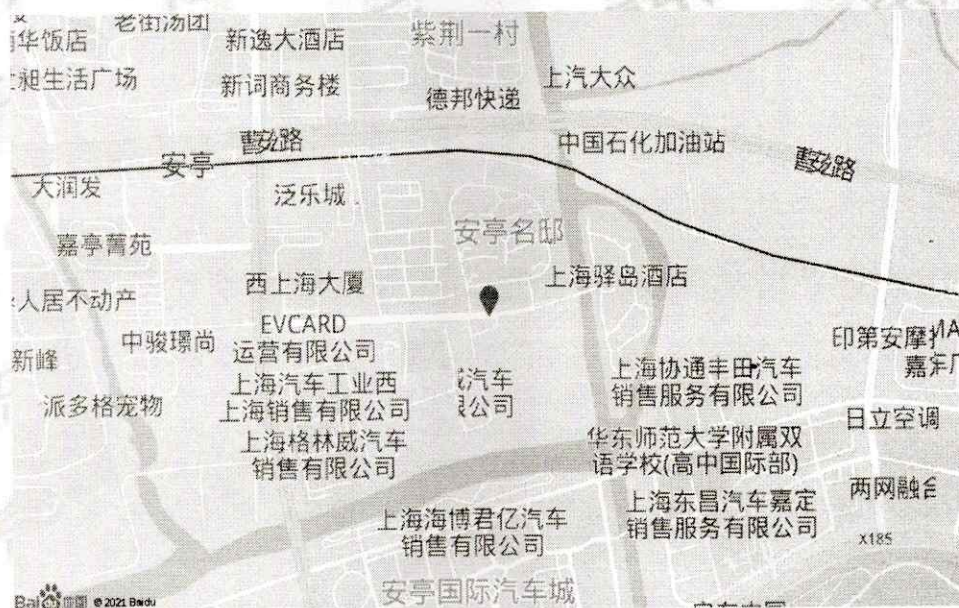 老街汤团
华饭店
新逸大酒店
紫荆一村
昶生活广场
新词商务楼
德邦快递
上汽大众
曹安公路
安亭
中国石化加油站
曹安公路
大润发
泛乐城
安亭名邸
嘉亭菁苑
西上海大厦
上海驿岛酒店
人居不动产
EVCARD
运营有限公司
新峰
中骏璟尚
印第安摩
MA
嘉
上海汽车工业西
上海销售有限公司
汽车
公司
上海协通丰田汽车
销售服务有限公司
派多格宠物
日立空调
上海格林威汽车
销售有限公司
华东师范大学附属双
语学校(高中国际部)
两网融合
上海海博君亿汽车
销售有限公司
上海东昌汽车嘉定
销售服务有限公司
X185
安亭国际汽车城
Bai 地图 © 2021 Baidu